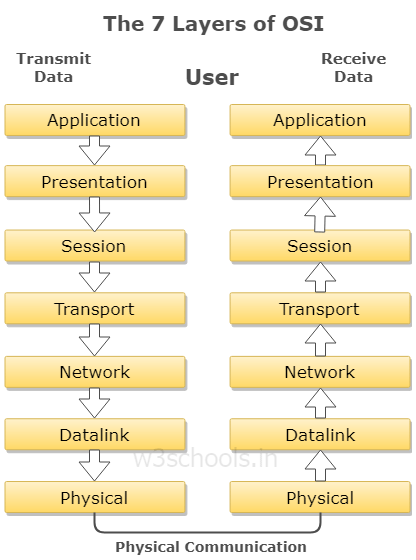 The 7 Layers of OSI
Transmit
Data
User
Receive
Data
Application
Application
Presentation
Presentation
Session
Session
Transport
Transport
Network
Network
Datalink
Datalink
w3schools.in
Physical
Physical
Physical Communication